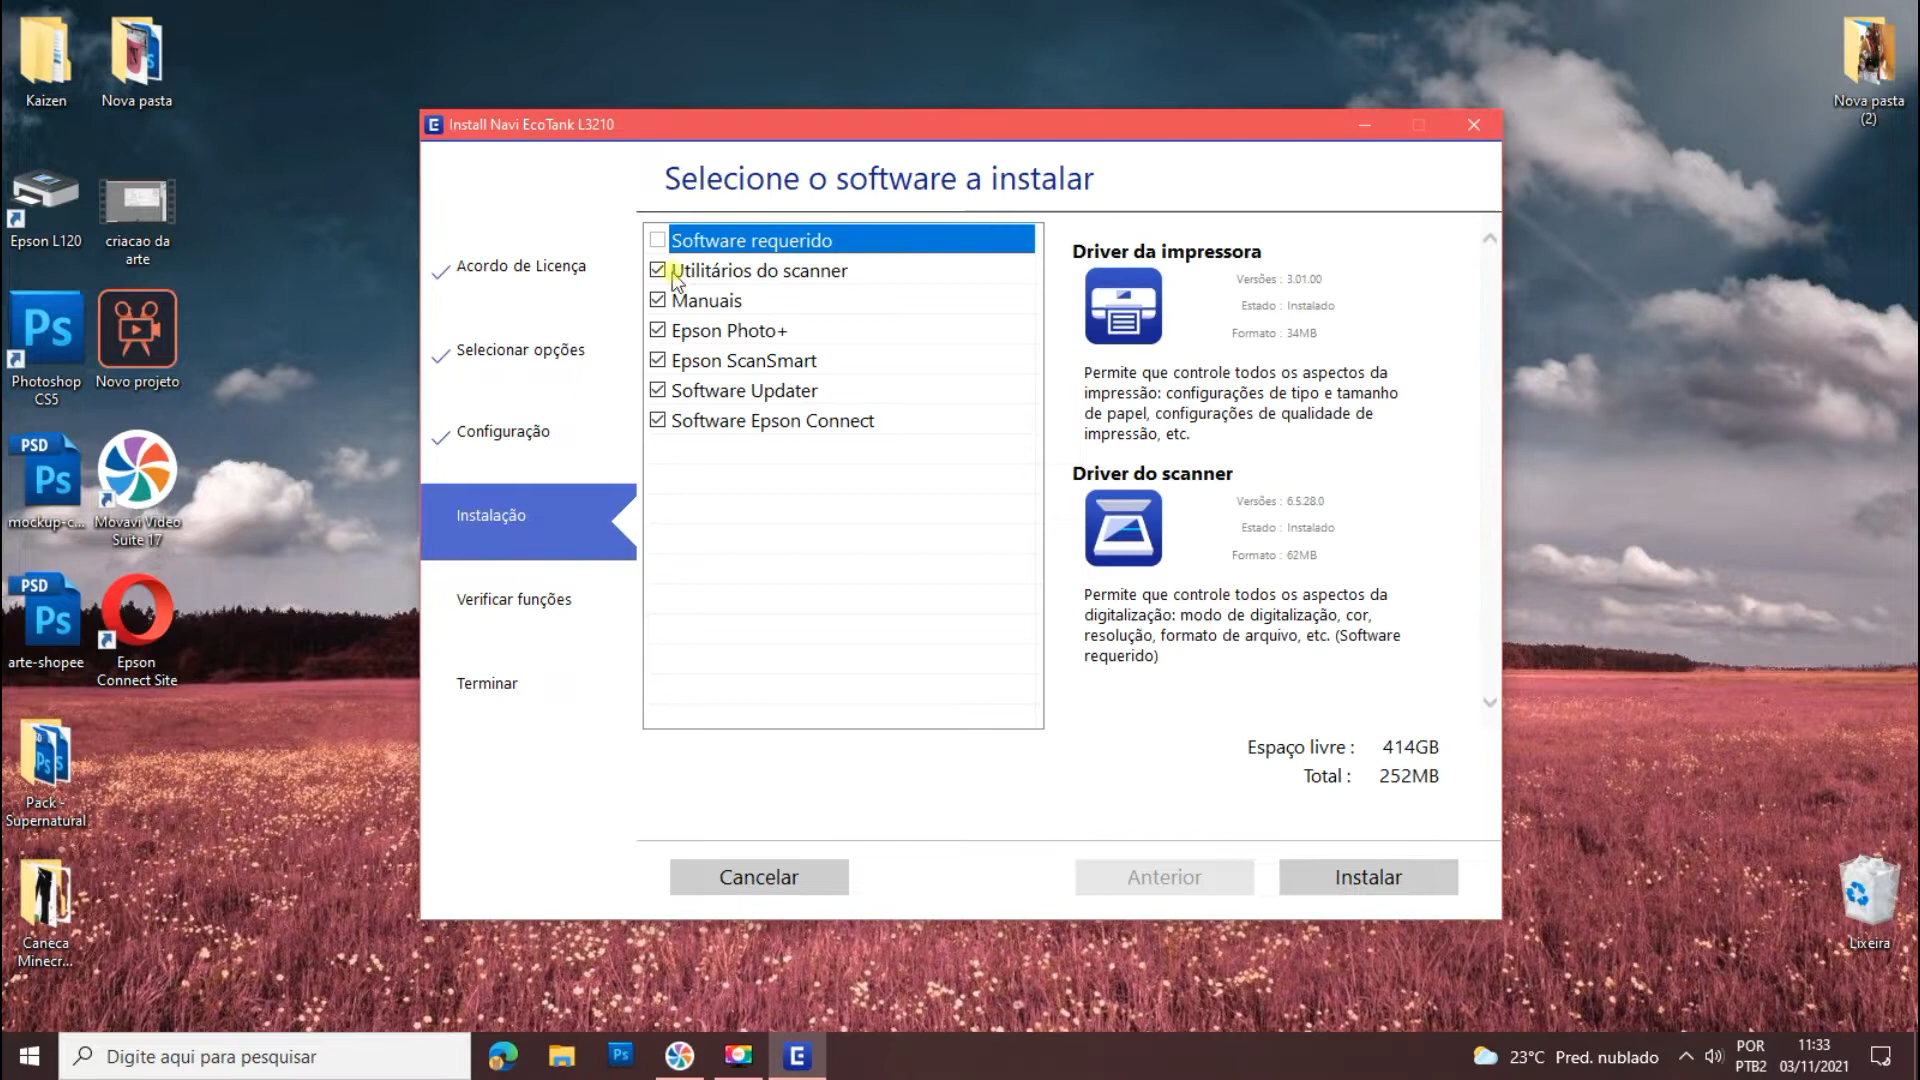 Kaizen
Nova pasta
Nova pasta
(2)
Epson L120
criacao da
arte
Photoshop
CS5
Novo projeto
PSD
Ps
mockup-c...
Movavi Video
Suite 17
PSD
Ps
arte-shopee
Epson
Connect Site
Pack -
Supernatural
Caneca
Minecr...
Lixeira
Install Navi EcoTank L3210
Selecione o software a instalar
Acordo de Licença
Selecionar opções
Configuração
Instalação
Verificar funções
Terminar
Software requerido
Utilitários do scanner
Manuais
Epson Photo+
Epson ScanSmart
Software Updater
Software Epson Connect
Driver da impressora
Versões : 3.01.00
Estado : Instalado
Formato : 34MB
Permite que controle todos os aspectos da
impressão: configurações de tipo e tamanho
de papel, configurações de qualidade de
impressão, etc.
Driver do scanner
Versões : 6.5.28.0
Estado : Instalado
Formato : 62MB
Permite que controle todos os aspectos da
digitalização: modo de digitalização, cor,
resolução, formato de arquivo, etc. (Software
requerido)
Espaço livre : 414GB
Total : 252MB
Cancelar
Anterior
Instalar
Digite aqui para pesquisar
Ps
23°C Pred. nublado
POR
PTB2
11:33
03/11/2021